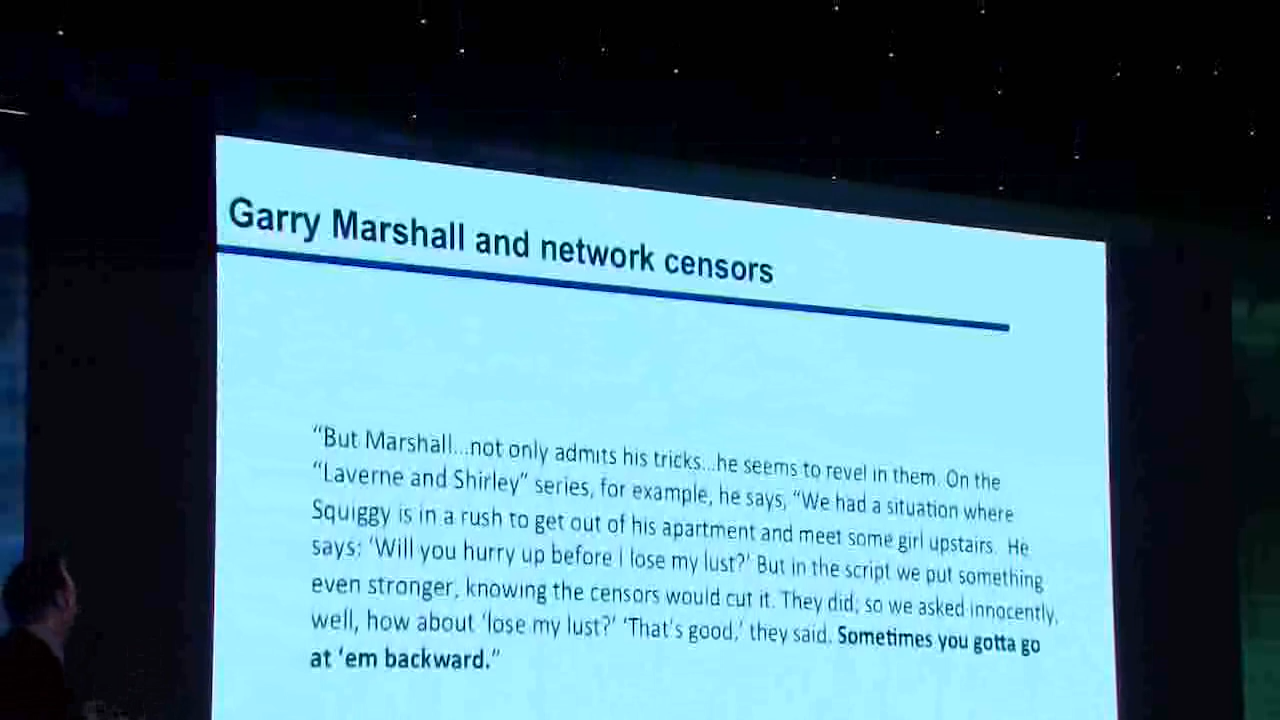 Garry Marshall and network censors
“But Marshall...not only admits his tricks...he seems to revel in them. On the
“Laverne and Shirley” series, for example, he says, “We had a situation where
Squiggy is in a rush to get out of his apartment and meet some girl upstairs. He
says: ‘Will you hurry up before I lose my lust?’ But in the script we put something
even stronger, knowing the censors would cut it. They did; so we asked innocently,
well, how about ‘lose my lust?’ ‘That’s good,’ they said. Sometimes you gotta go
at ‘em backward.”